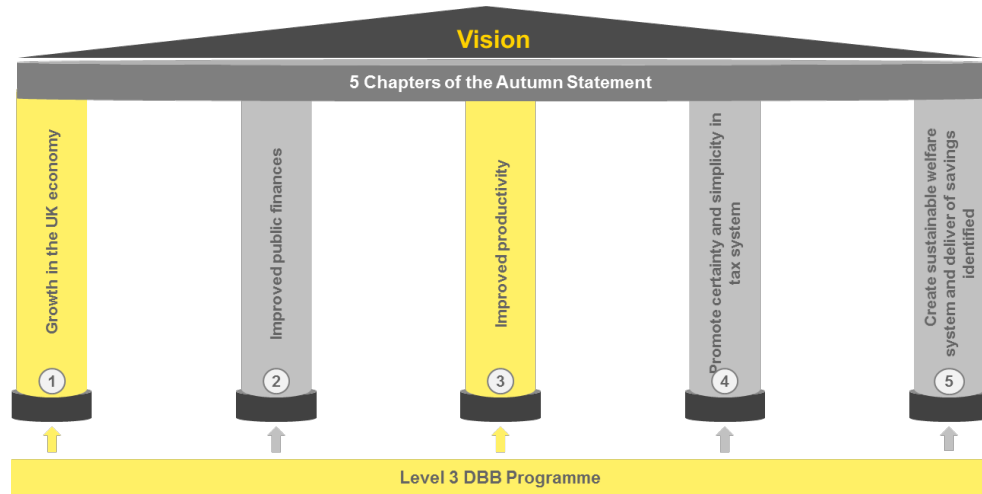 Vision
5 Chapters of the Autumn Statement
Growth in the UK economy
1
Improved public finances
2
Improved productivity
3
Promote certainty and simplicity in
tax system
4
Create sustainable welfare
system and deliver of savings
identified
5
Level 3 DBB Programme